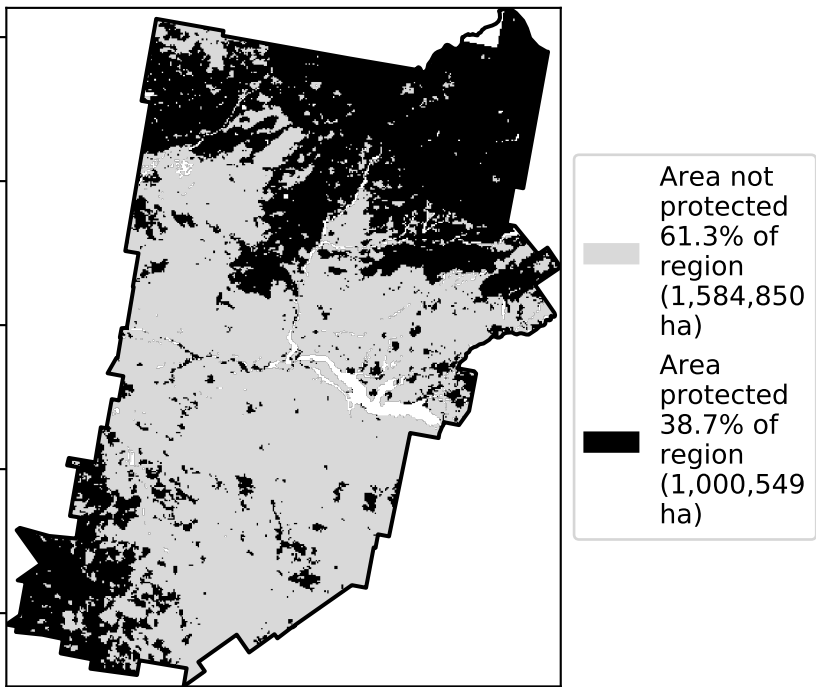 Area not
protected
61.3% of
region
(1,584,850
ha)
Area
protected
38.7% of
region
(1,000,549
ha)